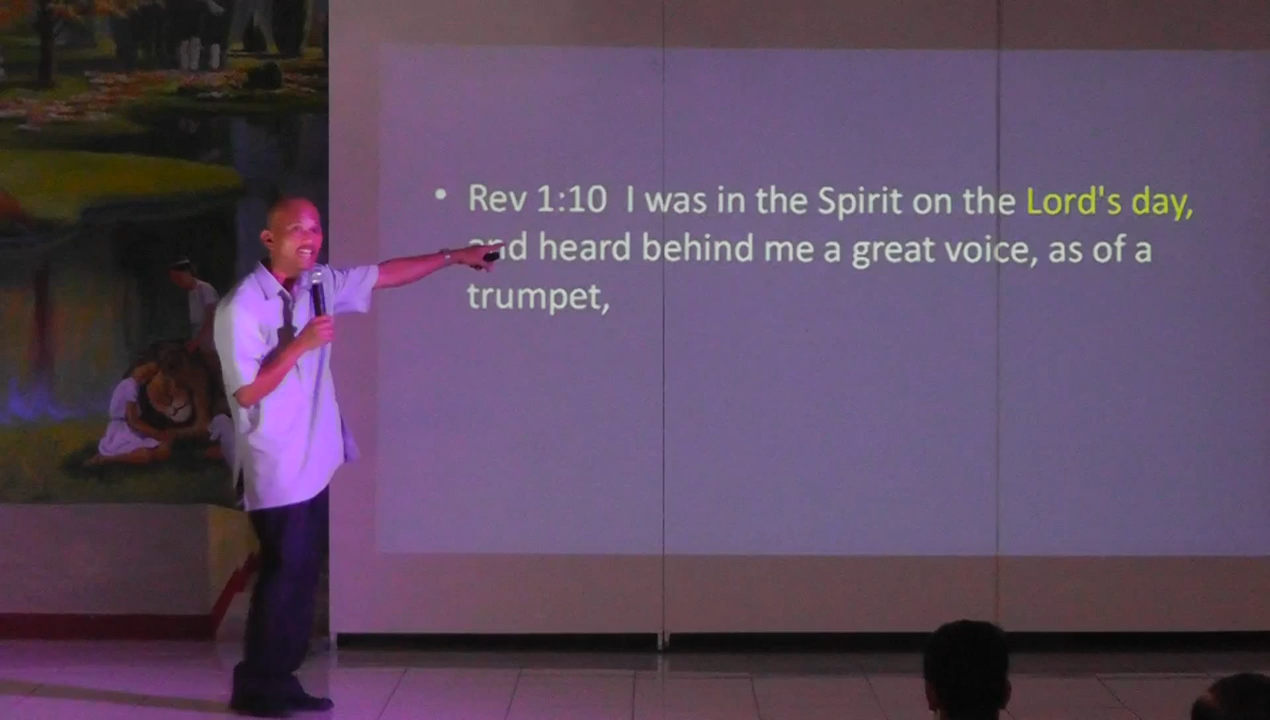 • Rev 1:10 I was in the Spirit on the Lord's day,
and heard behind me a great voice, as of a
trumpet,